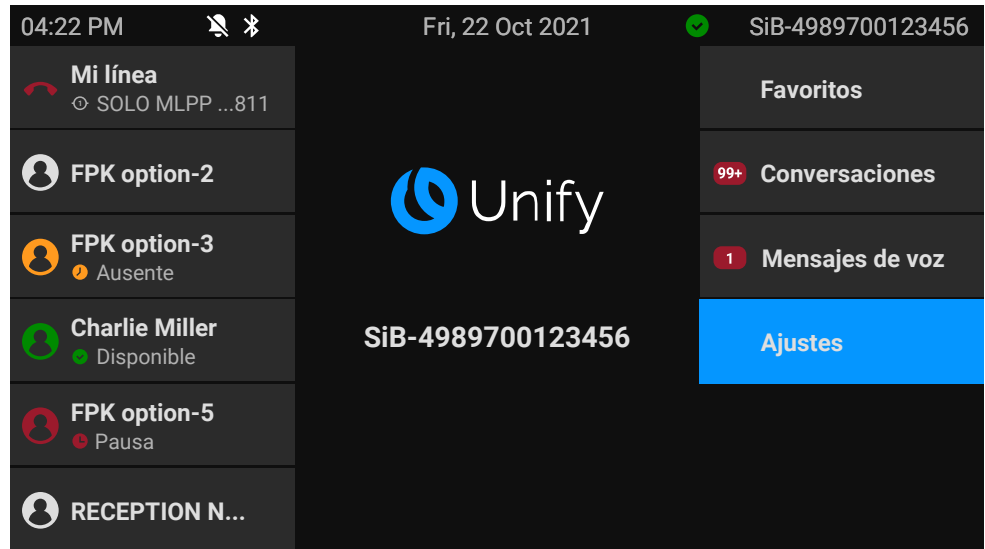 04:22 PM
Fri, 22 Oct 2021
SiB-4989700123456
Mi línea
SOLO MLPP ...811
FPK option-2
FPK option-3
Ausente
Charlie Miller
Disponible
FPK option-5
Pausa
RECEPTION N...
Unify
SiB-4989700123456
Favoritos
99+ Conversaciones
1 Mensajes de voz
Ajustes